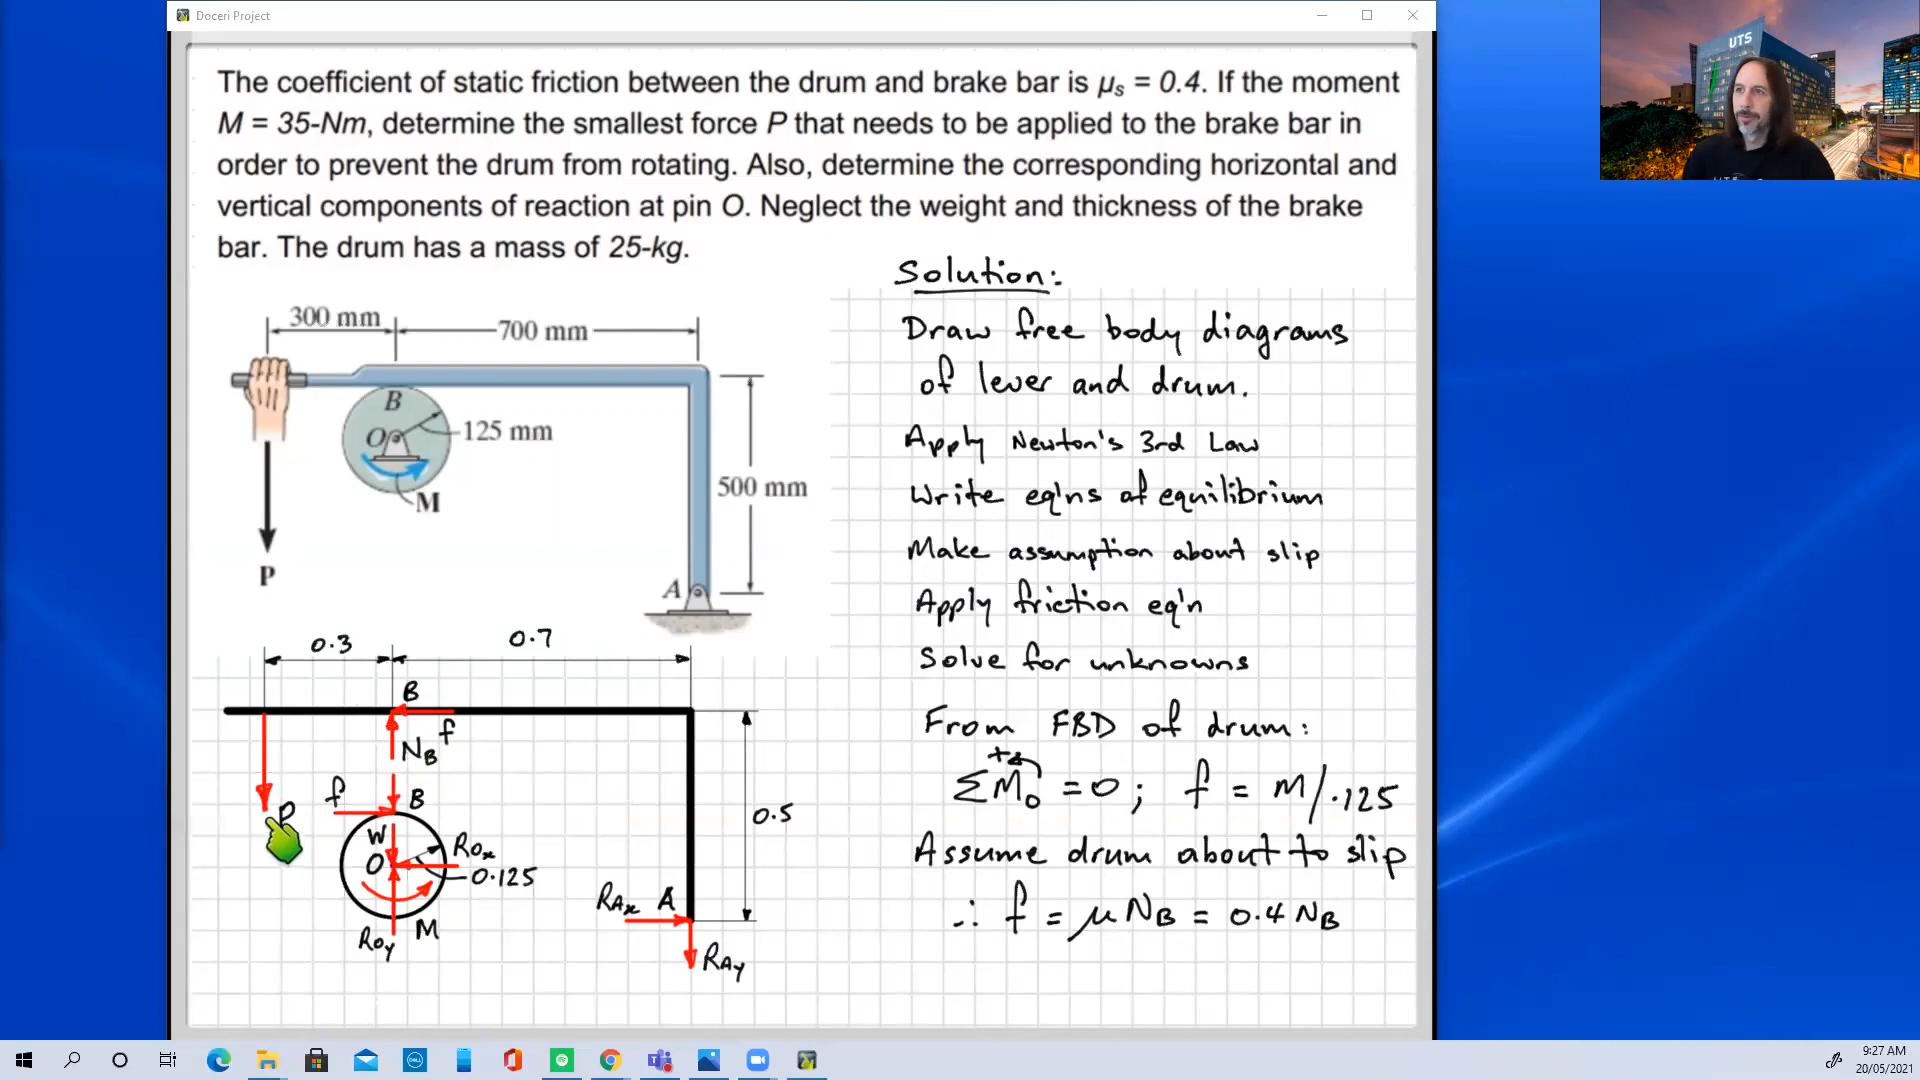 Doceri Project
UTS
The coefficient of static friction between the drum and brake bar is μs = 0.4. If the moment
M = 35-Nm, determine the smallest force P that needs to be applied to the brake bar in
order to prevent the drum from rotating. Also, determine the corresponding horizontal and
vertical components of reaction at pin O. Neglect the weight and thickness of the brake
bar. The drum has a mass of 25-kg.
Solution:
Draw free body diagrams
of lever and drum.
Apply Newton's 3rd Law
Write eq'ns of equilibrium
Make assumption about slip
Apply friction eq'n
Solve for unknowns
From FBD of drum:
+
ΣMo = 0; f = M/.125
Assume drum about to slip
∴ f = μNB = 0.4 NB
300 mm
700 mm
B
O
125 mm
M
500 mm
P
A
0.3
0.7
B
f
NB
f
B
P
W
O
ROx
0.125
0.5
RAx A
M
ROy
RAy
DELL
9:27 AM
20/05/2021